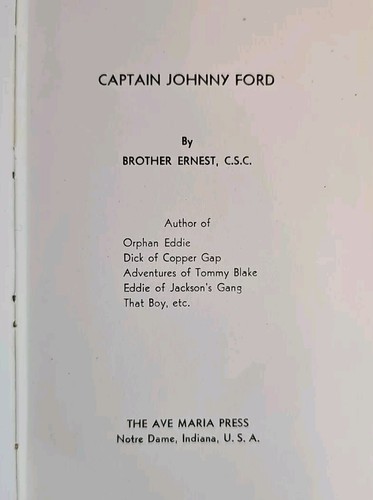 CAPTAIN JOHNNY FORD
By
BROTHER ERNEST, C.S.C.
Author of
Orphan Eddie
Dick of Copper Gap
Adventures of Tommy Blake
Eddie of Jackson's Gang
That Boy, etc.
THE AVE MARIA PRESS
Notre Dame, Indiana, U. S. A.